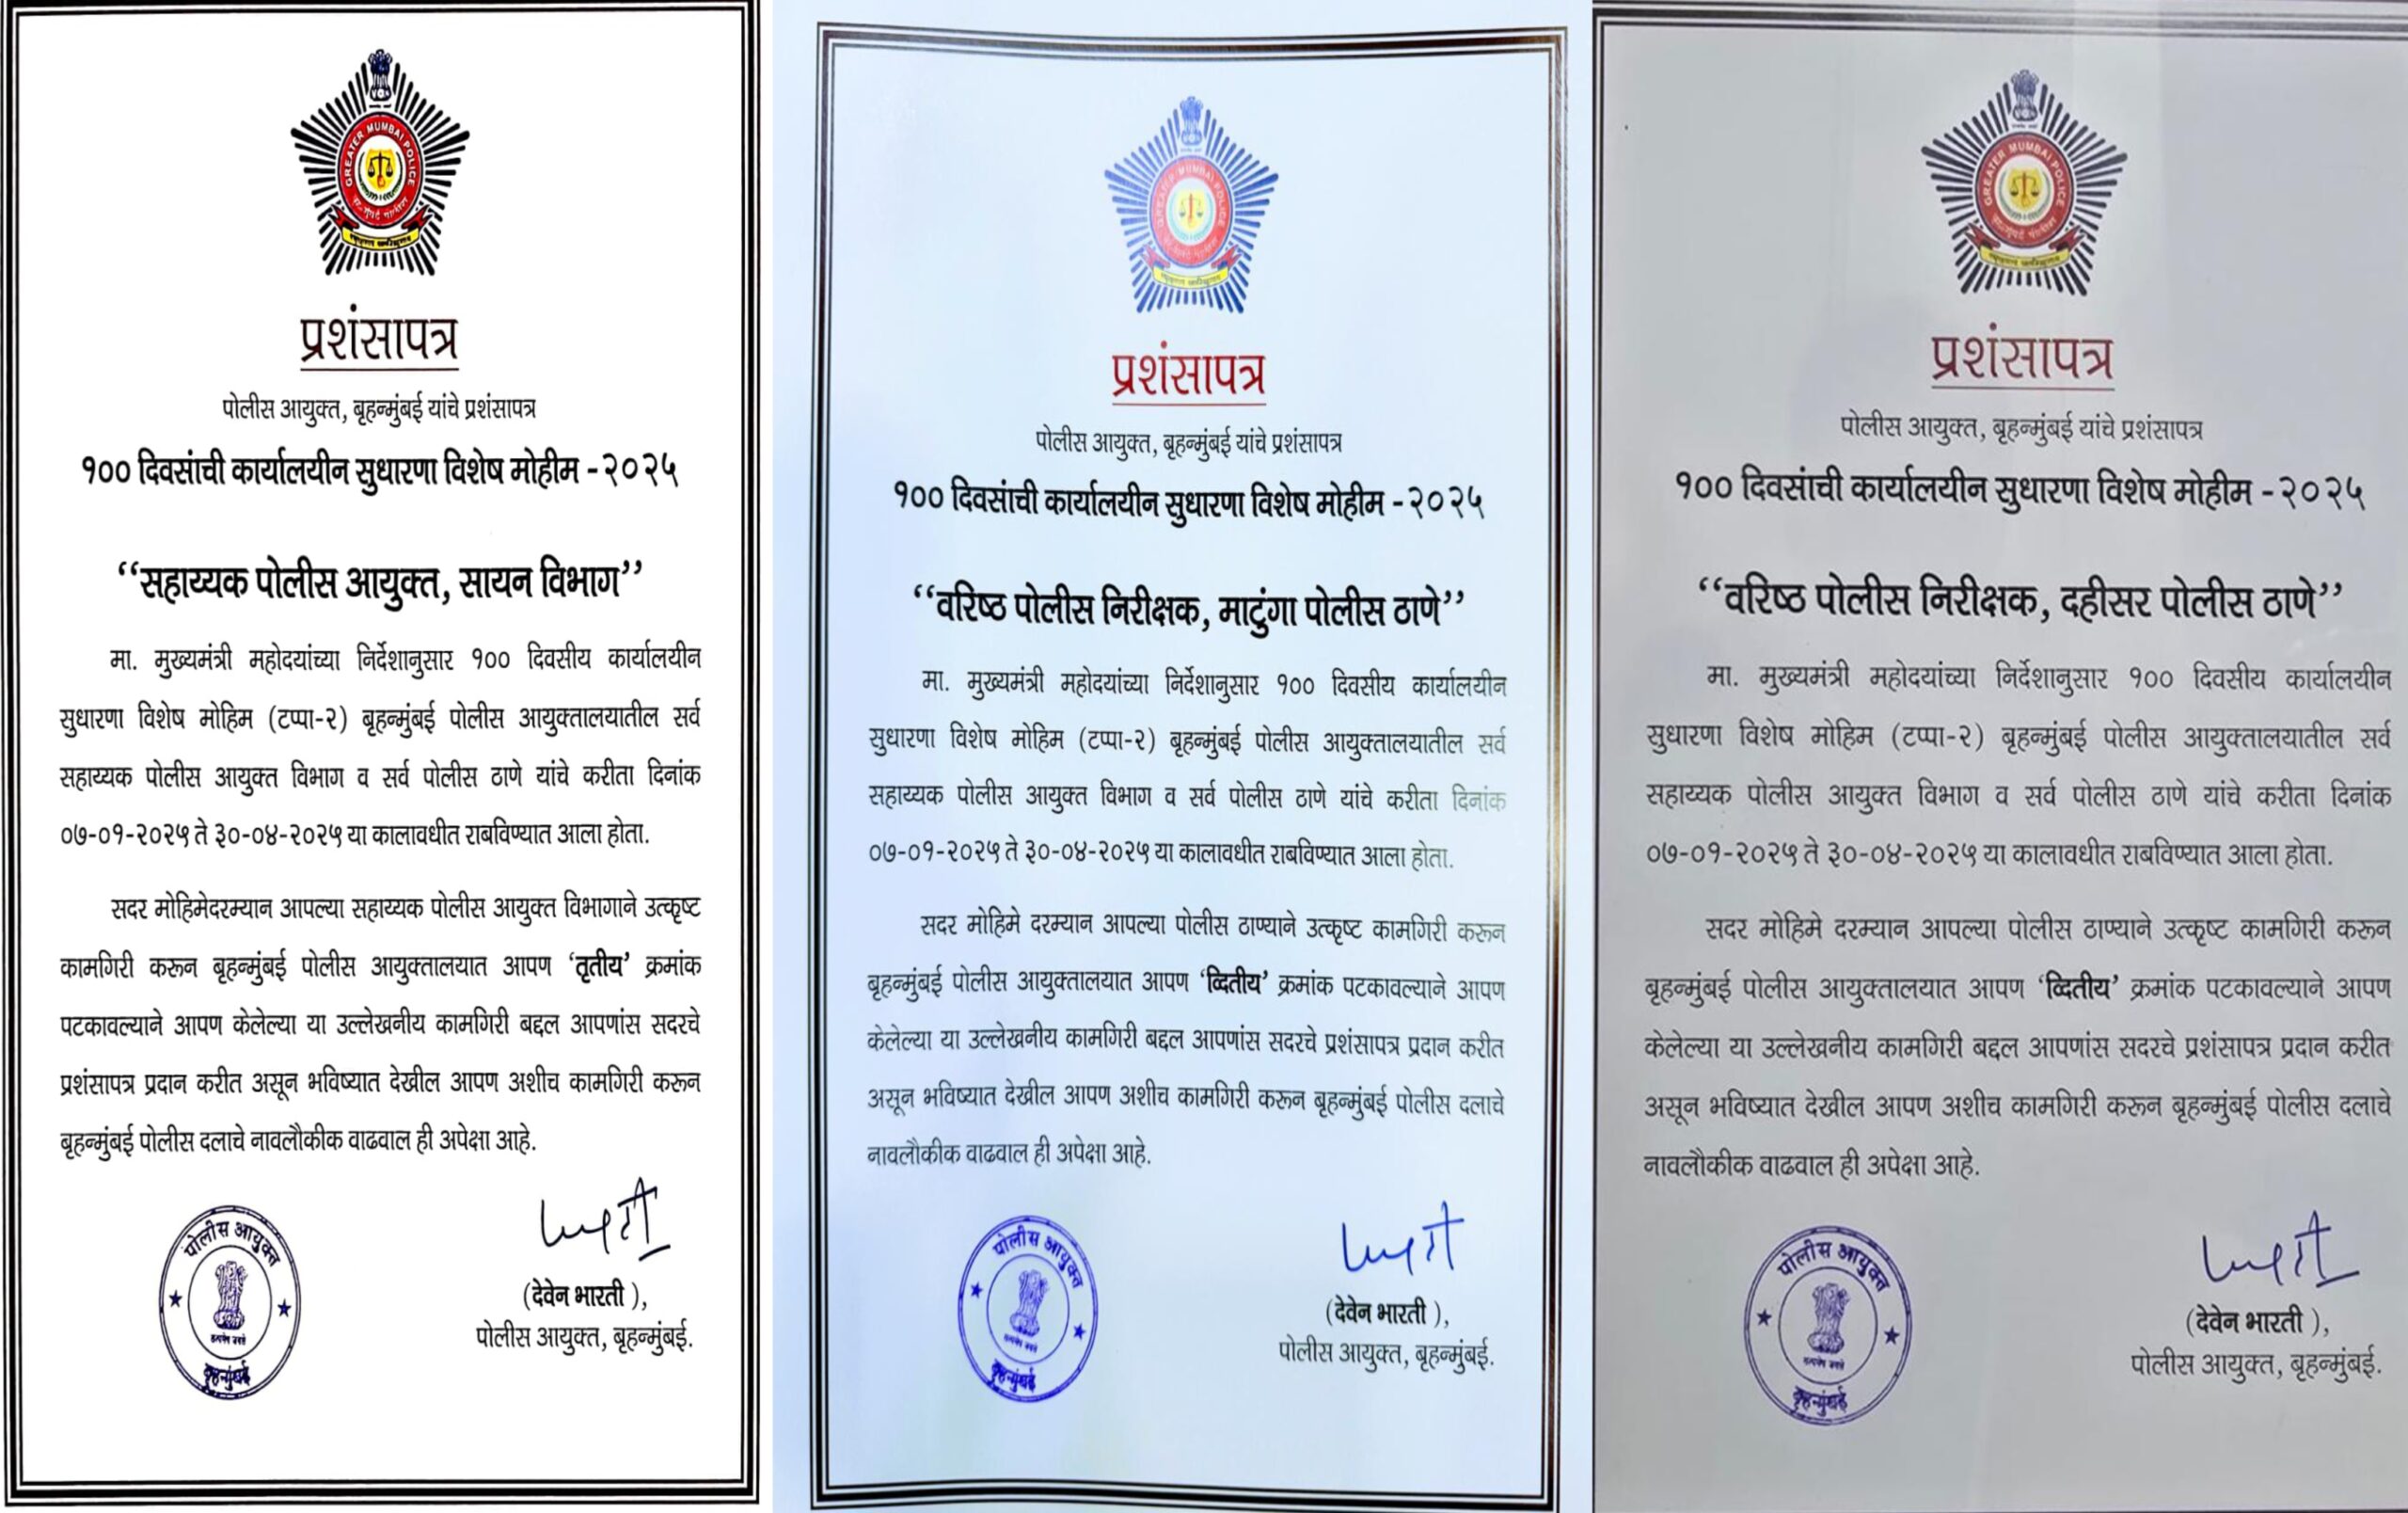 GREATER MUMBAI POLICE
प्रशंसापत्र
पोलीस आयुक्त, बृहन्मुंबई यांचे प्रशंसापत्र
१०० दिवसांची कार्यालयीन सुधारणा विशेष मोहीम - २०२५
‘‘सहाय्यक पोलीस आयुक्त, सायन विभाग’’
मा. मुख्यमंत्री महोदयांच्या निर्देशानुसार १०० दिवसीय कार्यालयीन
सुधारणा विशेष मोहिम (टप्पा-२) बृहन्मुंबई पोलीस आयुक्तालयातील सर्व
सहाय्यक पोलीस आयुक्त विभाग व सर्व पोलीस ठाणे यांचे करीता दिनांक
०७-०१-२०२५ ते ३०-०४-२०२५ या कालावधीत राबविण्यात आला होता.
सदर मोहिमेदरम्यान आपल्या सहाय्यक पोलीस आयुक्त विभागाने उत्कृष्ट
कामगिरी करून बृहन्मुंबई पोलीस आयुक्तालयात आपण ‘तृतीय’ क्रमांक
पटकावल्याने आपण केलेल्या या उल्लेखनीय कामगिरी बद्दल आपणांस सदरचे
प्रशंसापत्र प्रदान करीत असून भविष्यात देखील आपण अशीच कामगिरी करून
बृहन्मुंबई पोलीस दलाचे नावलौकीक वाढवाल ही अपेक्षा आहे.
पोलीस आयुक्त
बृहन्मुंबई
(देवेन भारती ),
पोलीस आयुक्त, बृहन्मुंबई.
GREATER MUMBAI POLICE
प्रशंसापत्र
पोलीस आयुक्त, बृहन्मुंबई यांचे प्रशंसापत्र
१०० दिवसांची कार्यालयीन सुधारणा विशेष मोहीम - २०२५
‘‘वरिष्ठ पोलीस निरीक्षक, माटुंगा पोलीस ठाणे’’
मा. मुख्यमंत्री महोदयांच्या निर्देशानुसार १०० दिवसीय कार्यालयीन
सुधारणा विशेष मोहिम (टप्पा-२) बृहन्मुंबई पोलीस आयुक्तालयातील सर्व
सहाय्यक पोलीस आयुक्त विभाग व सर्व पोलीस ठाणे यांचे करीता दिनांक
०७-०१-२०२५ ते ३०-०४-२०२५ या कालावधीत राबविण्यात आला होता.
सदर मोहिमे दरम्यान आपल्या पोलीस ठाण्याने उत्कृष्ट कामगिरी करून
बृहन्मुंबई पोलीस आयुक्तालयात आपण ‘व्दितीय’ क्रमांक पटकावल्याने आपण
केलेल्या या उल्लेखनीय कामगिरी बद्दल आपणांस सदरचे प्रशंसापत्र प्रदान करीत
असून भविष्यात देखील आपण अशीच कामगिरी करून बृहन्मुंबई पोलीस दलाचे
नावलौकीक वाढवाल ही अपेक्षा आहे.
पोलीस आयुक्त
बृहन्मुंबई
(देवेन भारती ),
पोलीस आयुक्त, बृहन्मुंबई.
GREATER MUMBAI POLICE
प्रशंसापत्र
पोलीस आयुक्त, बृहन्मुंबई यांचे प्रशंसापत्र
१०० दिवसांची कार्यालयीन सुधारणा विशेष मोहीम - २०२५
‘‘वरिष्ठ पोलीस निरीक्षक, दहीसर पोलीस ठाणे’’
मा. मुख्यमंत्री महोदयांच्या निर्देशानुसार १०० दिवसीय कार्यालयीन
सुधारणा विशेष मोहिम (टप्पा-२) बृहन्मुंबई पोलीस आयुक्तालयातील सर्व
सहाय्यक पोलीस आयुक्त विभाग व सर्व पोलीस ठाणे यांचे करीता दिनांक
०७-०१-२०२५ ते ३०-०४-२०२५ या कालावधीत राबविण्यात आला होता.
सदर मोहिमे दरम्यान आपल्या पोलीस ठाण्याने उत्कृष्ट कामगिरी करून
बृहन्मुंबई पोलीस आयुक्तालयात आपण ‘व्दितीय’ क्रमांक पटकावल्याने आपण
केलेल्या या उल्लेखनीय कामगिरी बद्दल आपणांस सदरचे प्रशंसापत्र प्रदान करीत
असून भविष्यात देखील आपण अशीच कामगिरी करून बृहन्मुंबई पोलीस दलाचे
नावलौकीक वाढवाल ही अपेक्षा आहे.
पोलीस आयुक्त
बृहन्मुंबई
(देवेन भारती ),
पोलीस आयुक्त, बृहन्मुंबई.